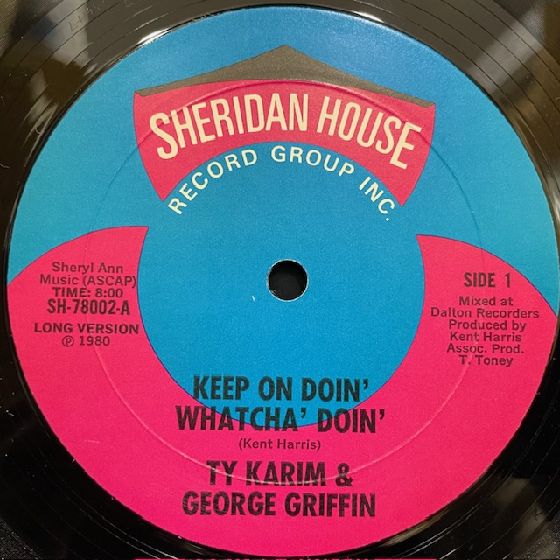 SHERIDAN HOUSE
RECORD GROUP INC.
Sheryl Ann
Music (ASCAP)
TIME: 8:00
SH-78002-A
LONG VERSION
℗ 1980
SIDE 1
Mixed at
Dalton Recorders
Produced by
Kent Harris
Assoc. Prod.
T. Toney
KEEP ON DOIN'
WHATCHA' DOIN'
(Kent Harris)
TY KARIM &
GEORGE GRIFFIN